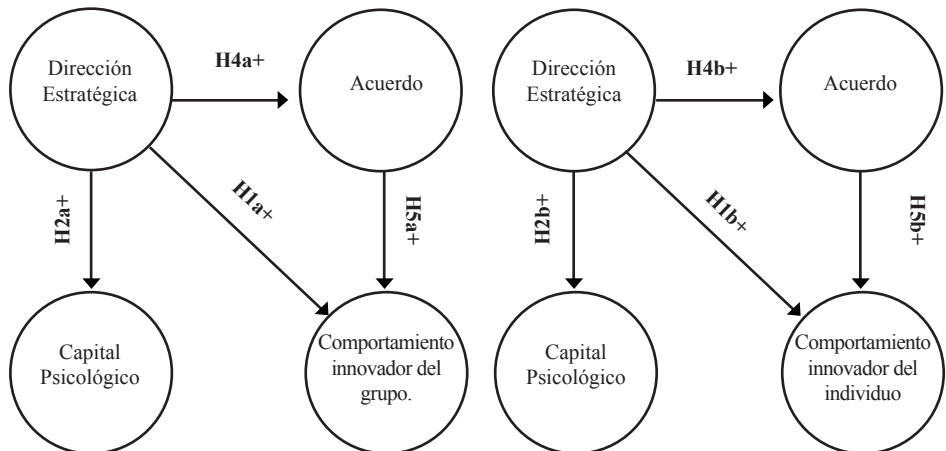 Dirección
Estratégica
H4a+
Acuerdo
H2a+
H1a+
H5a+
Capital
Psicológico
Comportamiento
innovador del
grupo.
Dirección
Estratégica
H4b+
Acuerdo
H2b+
H1b+
H5b+
Capital
Psicológico
Comportamiento
innovador del
individuo